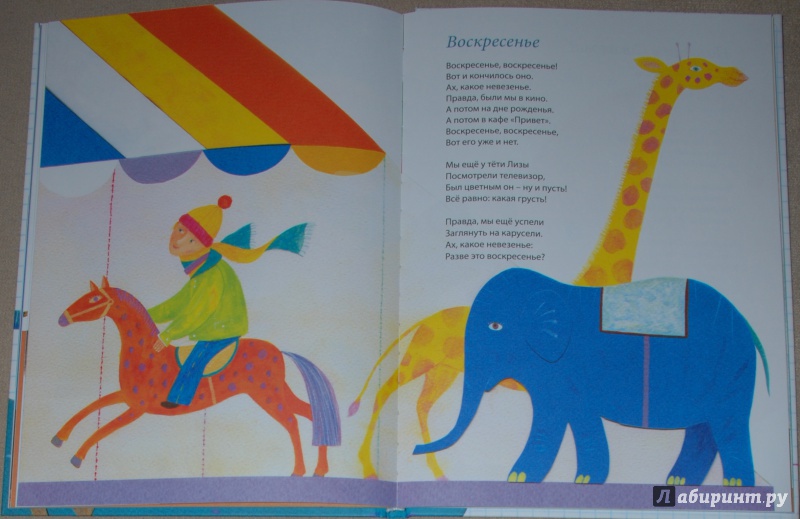 Воскресенье
Воскресенье, воскресенье!
Вот и кончилось оно.
Ах, какое невезенье.
Правда, были мы в кино.
А потом на дне рожденья.
А потом в кафе «Привет».
Воскресенье, воскресенье,
Вот его уже и нет.
Мы ещё у тёти Лизы
Посмотрели телевизор,
Был цветным он – ну и пусть!
Всё равно: какая грусть!
Правда, мы ещё успели
Заглянуть на карусели.
Ах, какое невезенье:
Разве это воскресенье?
Лабиринт.ру